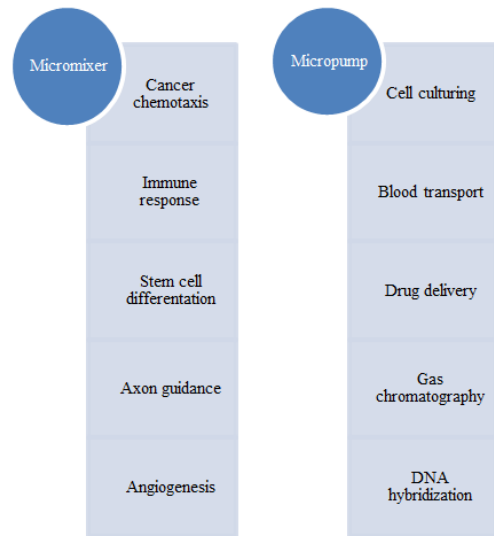 Micromixer
Cancer
chemotaxis
Immune
response
Stem cell
differentation
Axon guidance
Angiogenesis
Micropump
Cell culturing
Blood transport
Drug delivery
Gas
chromatography
DNA
hybridization